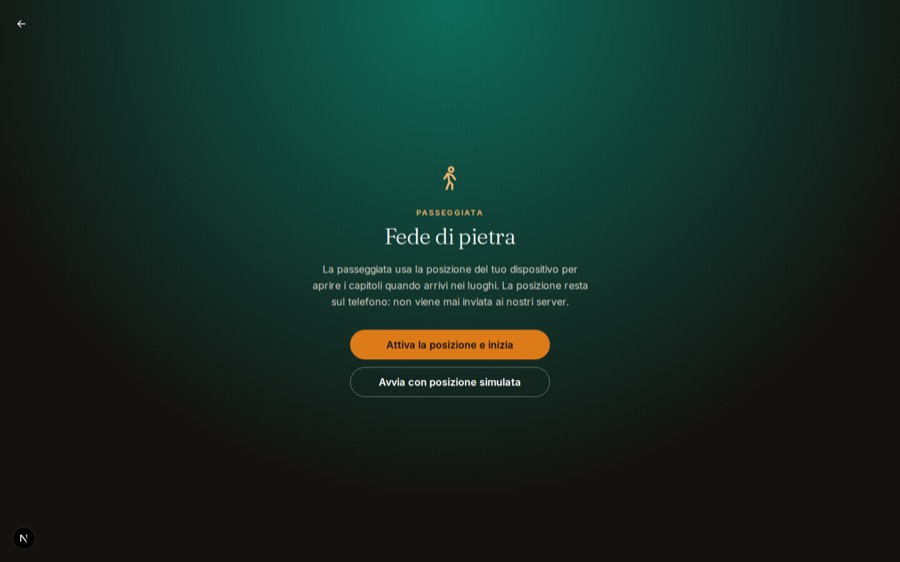 PASSEGGIATA
Fede di pietra
La passeggiata usa la posizione del tuo dispositivo per
aprire i capitoli quando arrivi nei luoghi. La posizione resta
sul telefono: non viene mai inviata ai nostri server.
Attiva la posizione e inizia
Avvia con posizione simulata
N